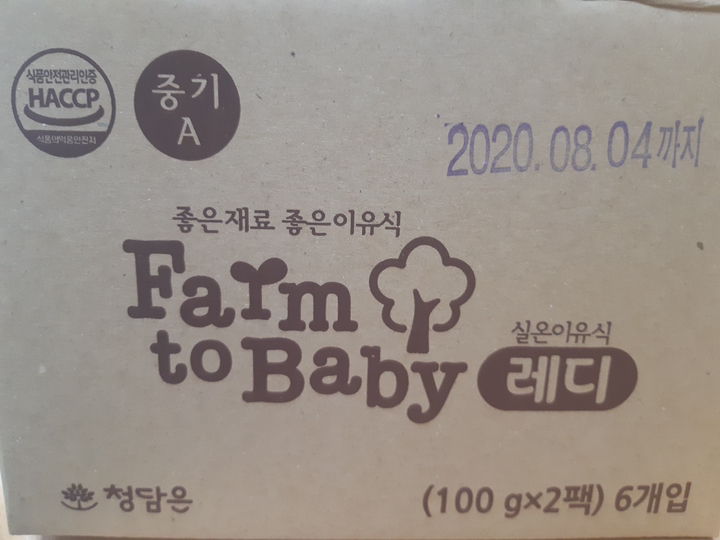 식품안전관리인증
HACCP
식품의약품안전처
중기
A
2020.08.04까지
좋은재료 좋은이유식
Farm
to Baby
실온이유식
레디
청담은
(100 g×2팩) 6개입